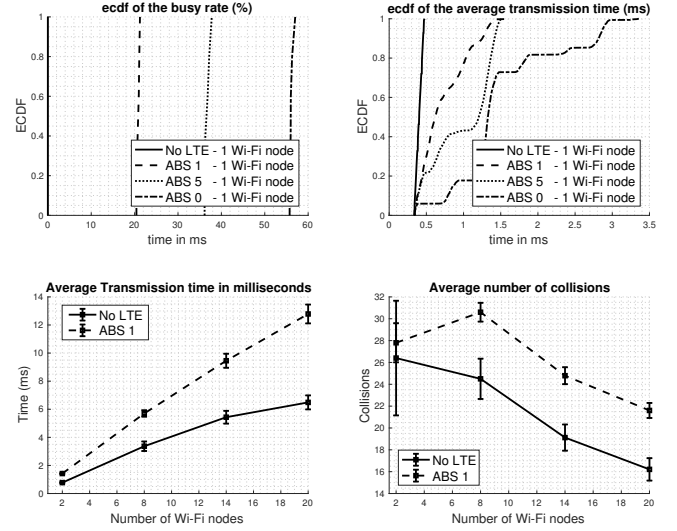 ecdf of the busy rate (%)
1
0.8
0.6
0.4
0.2
0
ECDF
No LTE - 1 Wi-Fi node
ABS 1 - 1 Wi-Fi node
ABS 5 - 1 Wi-Fi node
ABS 0 - 1 Wi-Fi node
0 10 20 30 40 50 60
time in ms
ecdf of the average transmission time (ms)
1
0.8
0.6
0.4
0.2
0
ECDF
No LTE - 1 Wi-Fi node
ABS 1 - 1 Wi-Fi node
ABS 5 - 1 Wi-Fi node
ABS 0 - 1 Wi-Fi node
0 0.5 1 1.5 2 2.5 3 3.5
time in ms
Average Transmission time in milliseconds
14
12
10
8
6
4
2
0
Time (ms)
No LTE
ABS 1
2 4 6 8 10 12 14 16 18 20
Number of Wi-Fi nodes
Average number of collisions
32
30
28
26
24
22
20
18
16
14
Collisions
No LTE
ABS 1
2 4 6 8 10 12 14 16 18 20
Number of Wi-Fi nodes